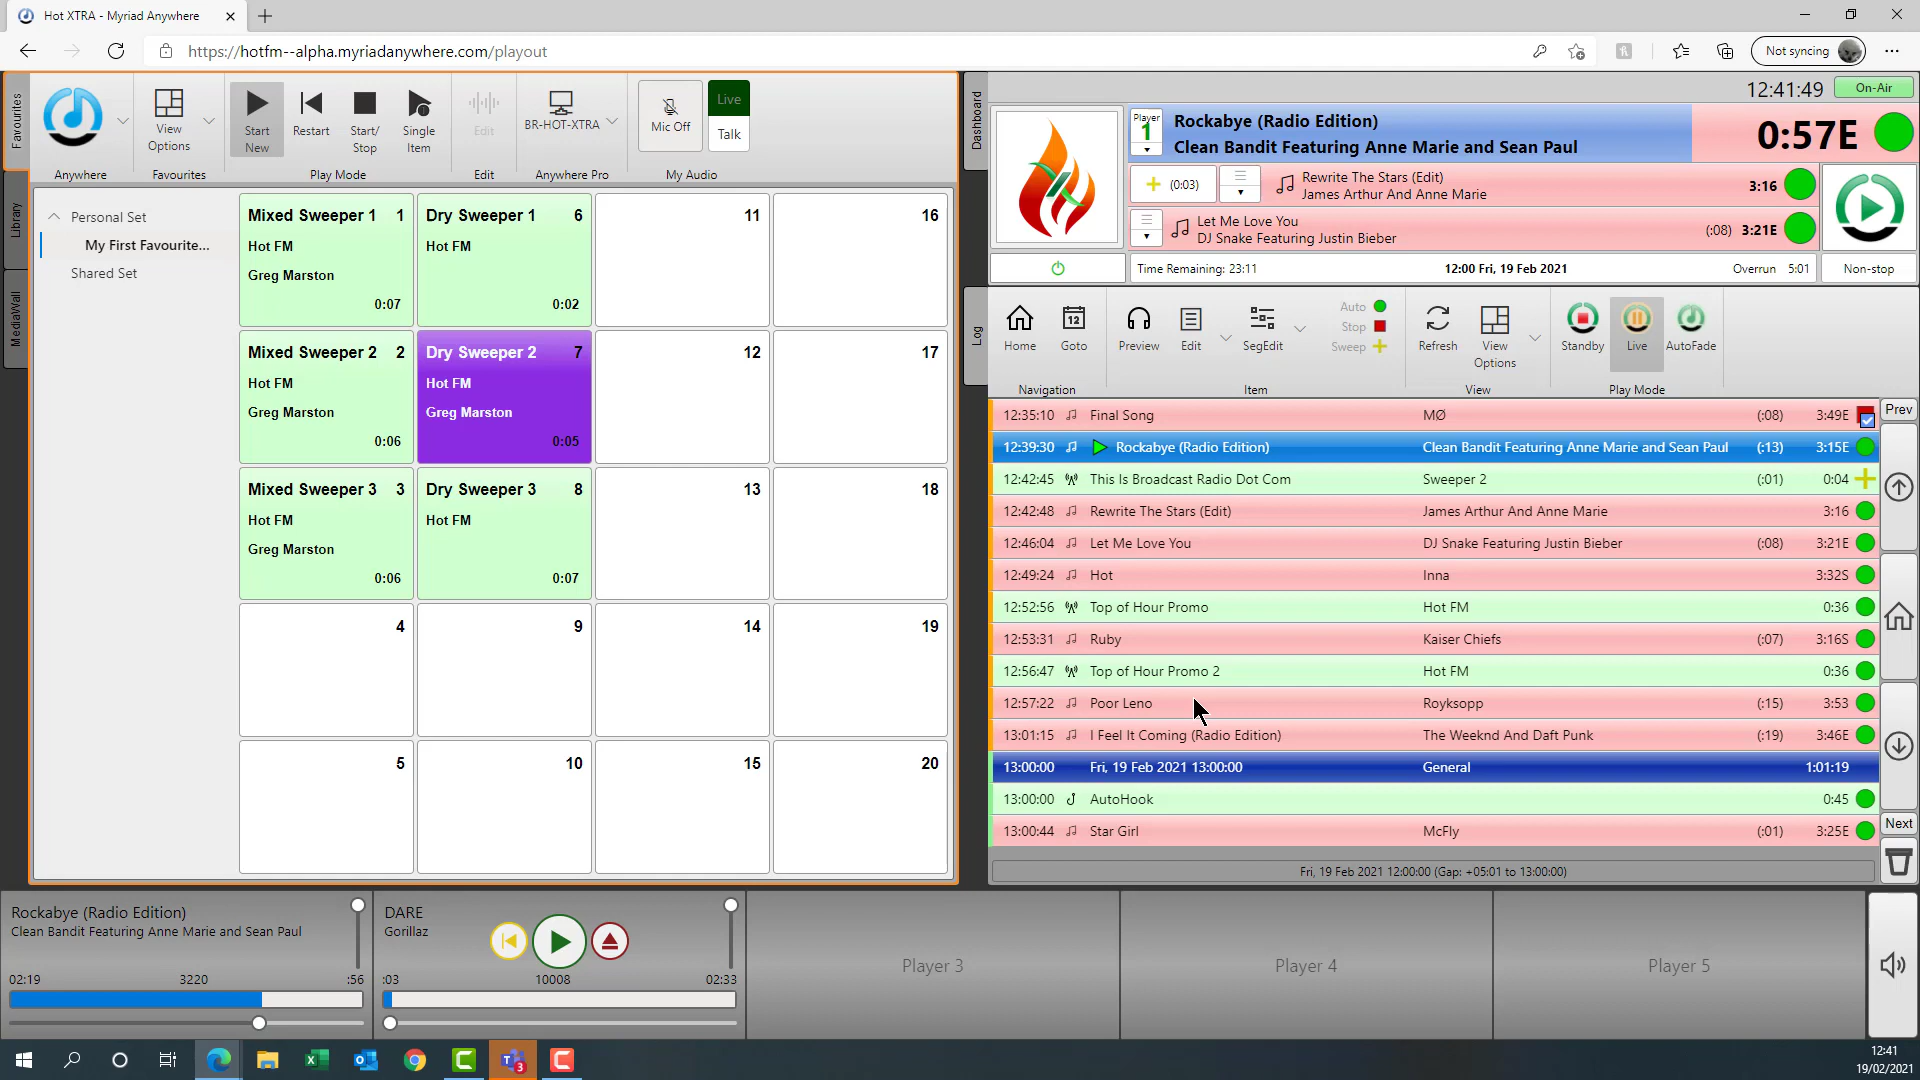 Hot XTRA - Myriad Anywhere
https://hotfm--alpha.myriadanywhere.com/playout
Not syncing
Favourites
Library
MediaWall
View Options
Start New
Restart
Start/Stop
Single Item
Edit
BR-HOT-XTRA
Mic Off
Live
Talk
Anywhere
Favourites
Play Mode
Edit
Anywhere Pro
My Audio
Personal Set
My First Favourite...
Shared Set
Mixed Sweeper 1 1
Hot FM
Greg Marston
0:07
Dry Sweeper 1 6
Hot FM
0:02
11
16
Mixed Sweeper 2 2
Hot FM
Greg Marston
0:06
Dry Sweeper 2 7
Hot FM
Greg Marston
0:05
12
17
Mixed Sweeper 3 3
Hot FM
Greg Marston
0:06
Dry Sweeper 3 8
Hot FM
0:07
13
18
4
9
14
19
5
10
15
20
Dashboard
12:41:49
On-Air
Player 1
Rockabye (Radio Edition)
Clean Bandit Featuring Anne Marie and Sean Paul
0:57E
(0:03)
Rewrite The Stars (Edit)
James Arthur And Anne Marie
3:16
Let Me Love You
DJ Snake Featuring Justin Bieber
(:08) 3:21E
Time Remaining: 23:11
12:00 Fri, 19 Feb 2021
Overrun 5:01
Non-stop
Log
Home
12
Goto
Preview
Edit
SegEdit
Auto
Stop
Sweep
Refresh
View Options
Standby
Live
AutoFade
Navigation
Item
View
Play Mode
12:35:10 Final Song MØ (:08) 3:49E
12:39:30 Rockabye (Radio Edition) Clean Bandit Featuring Anne Marie and Sean Paul (:13) 3:15E
12:42:45 This Is Broadcast Radio Dot Com Sweeper 2 (:01) 0:04
12:42:48 Rewrite The Stars (Edit) James Arthur And Anne Marie 3:16
12:46:04 Let Me Love You DJ Snake Featuring Justin Bieber (:08) 3:21E
12:49:24 Hot Inna 3:32S
12:52:56 Top of Hour Promo Hot FM 0:36
12:53:31 Ruby Kaiser Chiefs (:07) 3:16S
12:56:47 Top of Hour Promo 2 Hot FM 0:36
12:57:22 Poor Leno Royksopp (:15) 3:53
13:01:15 I Feel It Coming (Radio Edition) The Weeknd And Daft Punk (:19) 3:46E
13:00:00 Fri, 19 Feb 2021 13:00:00 General 1:01:19
13:00:00 AutoHook 0:45
13:00:44 Star Girl McFly (:01) 3:25E
Prev
Next
Fri, 19 Feb 2021 12:00:00 (Gap: +05:01 to 13:00:00)
Rockabye (Radio Edition)
Clean Bandit Featuring Anne Marie and Sean Paul
02:19 3220 :56
DARE
Gorillaz
:03 10008 02:33
Player 3
Player 4
Player 5
3
12:41
19/02/2021